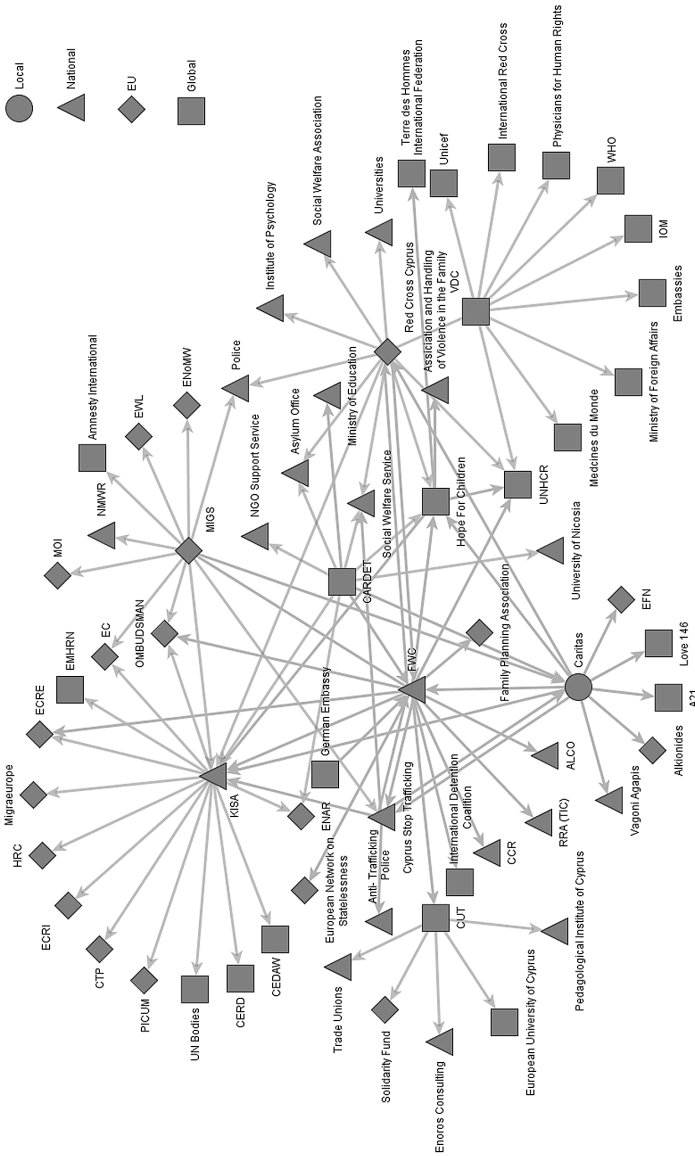 Local
National
EU
Global
Terre des Hommes
International Federation
International Red Cross
Physicians for Human Rights
Unicef
WHO
IOM
Embassies
Ministry of Foreign Affairs
Medcines du Monde
VDC
Social Welfare Association
Universities
Institute of Psychology
Red Cross Cyprus
Assiciation and Handling
of Violence in the Family
Police
ENoMW
EWL
Amnesty International
NMWR
MOI
MIGS
Ministry of Education
Asylum Office
NGO Support Service
Social Welfare Service
Hope For Children
UNHCR
University of Nicosia
CARDET
OMBUDSMAN
EC
EMHRN
ECRE
Migraeurope
HRC
ECRI
CTP
PICUM
UN Bodies
CERD
CEDAW
KISA
German Embassy
ENAR
European Network on
Statelessness
FWC
Family Planning Association
Caritas
EFN
Love 146
Alkionides
Vagoni Agapis
ALCO
RRA (TIC)
CCR
International Detention
Coalition
Cyprus Stop Trafficking
Anti- Trafficking
Police
CUT
Trade Unions
Solidarity Fund
Enoros Consulting
European University of Cyprus
Pedagological Institute of Cyprus